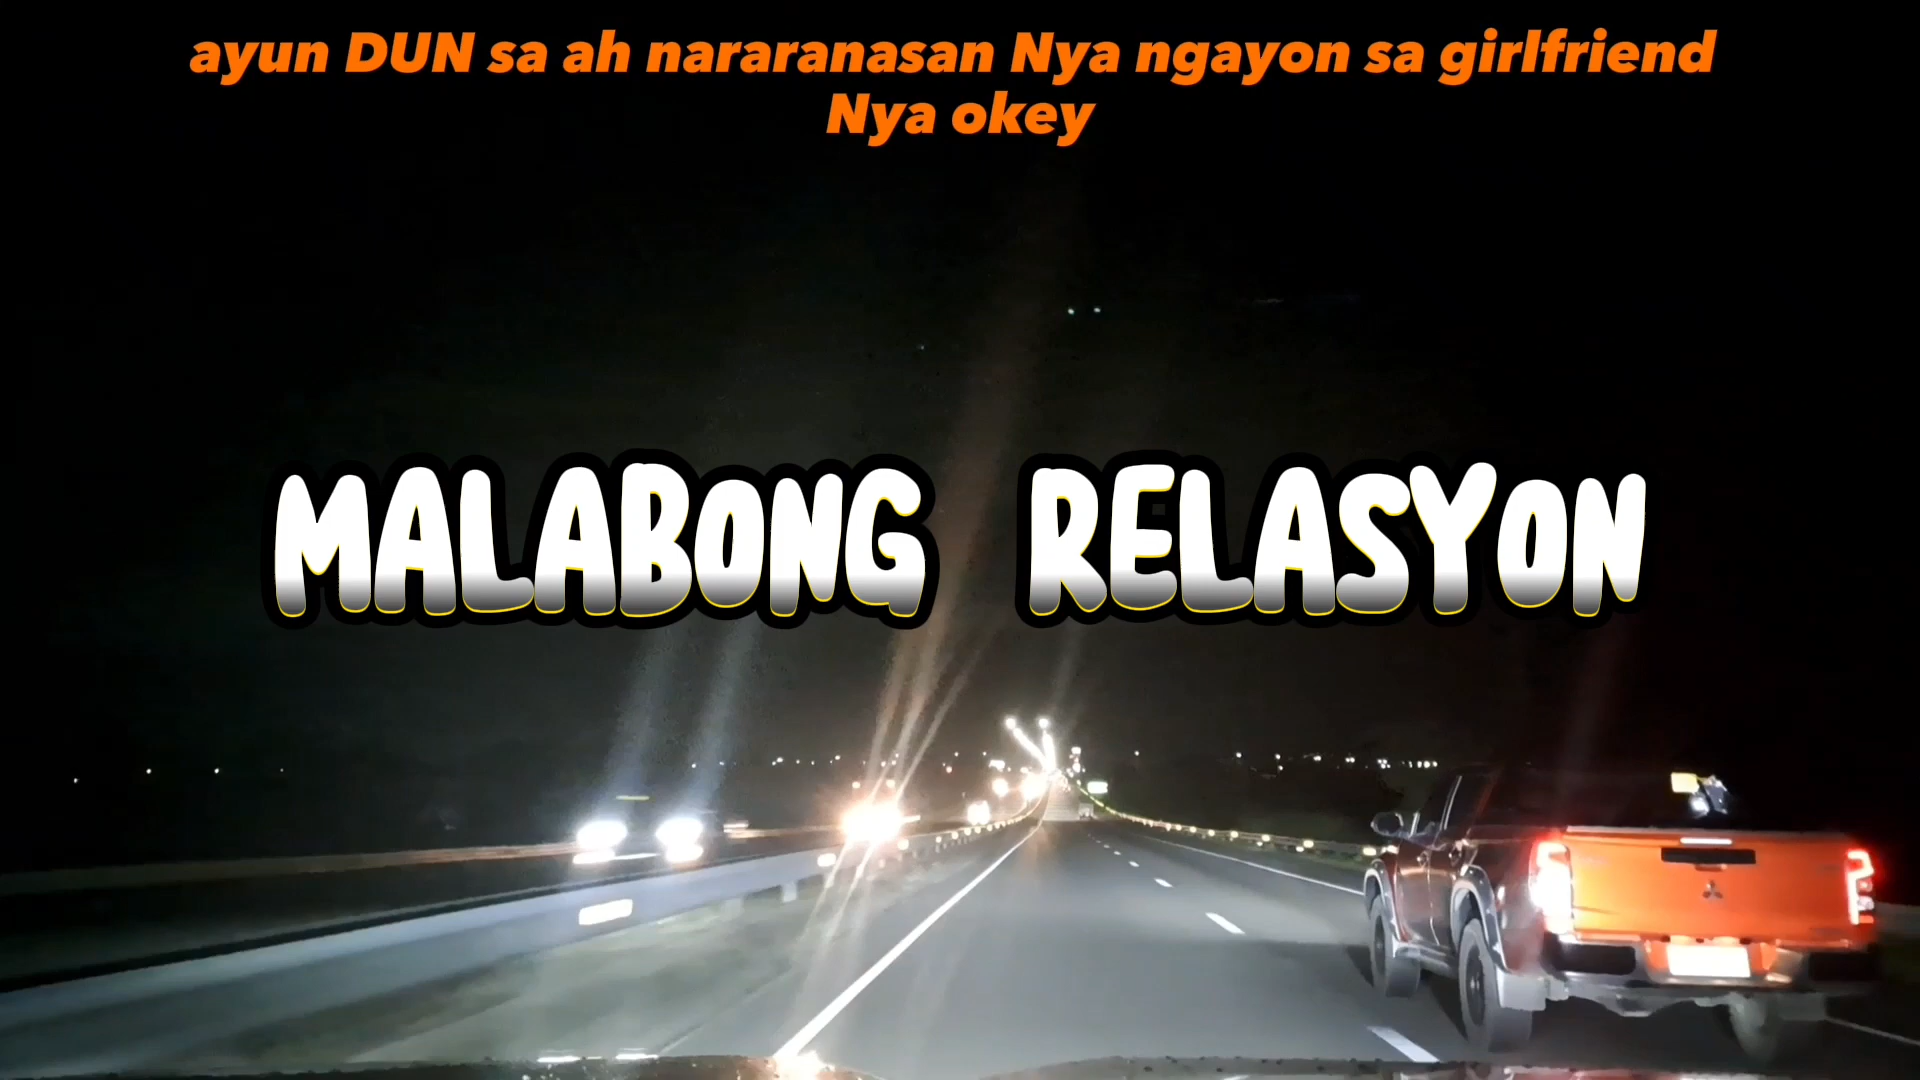 ayun DUN sa ah nararanasan Nya ngayon sa girlfriend
Nya okey
MALABONG RELASYON